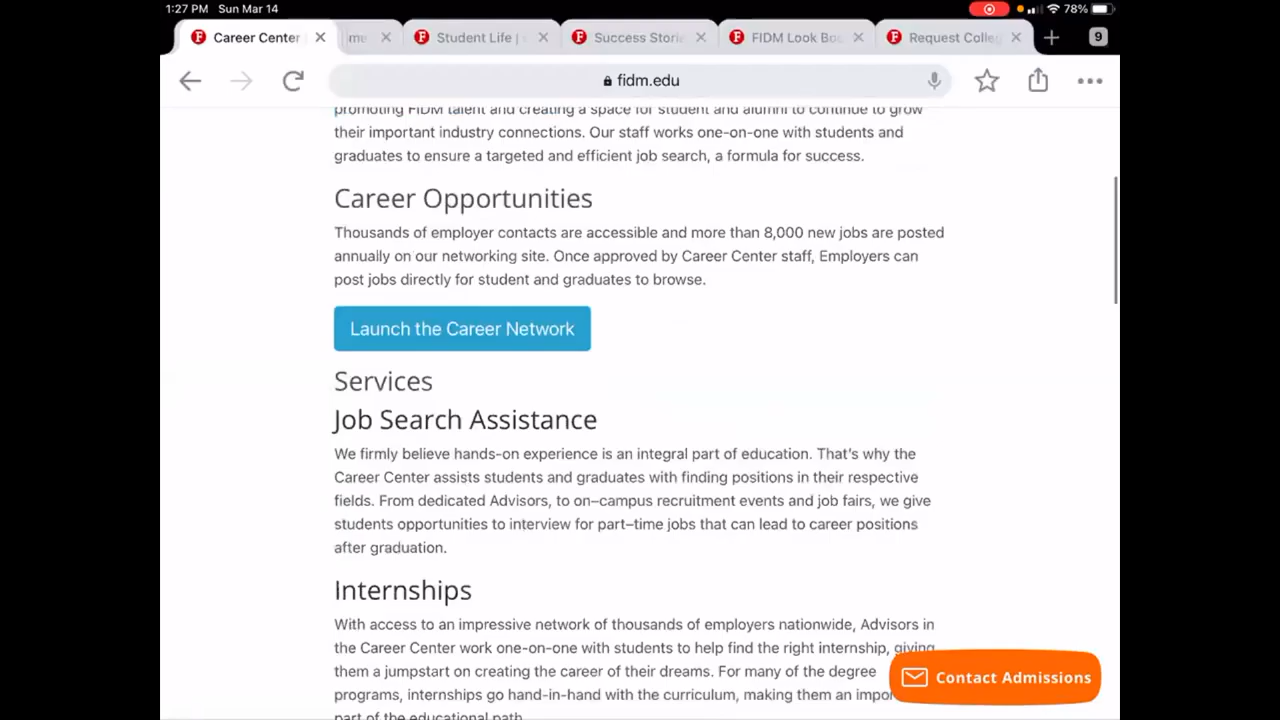 1:27 PM Sun Mar 14 78%
Career Center me Student Life | Success Storie FIDM Look Boo Request Colleg 9
fidm.edu
promoting FIDM talent and creating a space for student and alumni to continue to grow
their important industry connections. Our staff works one-on-one with students and
graduates to ensure a targeted and efficient job search, a formula for success.
Career Opportunities
Thousands of employer contacts are accessible and more than 8,000 new jobs are posted
annually on our networking site. Once approved by Career Center staff, Employers can
post jobs directly for student and graduates to browse.
Launch the Career Network
Services
Job Search Assistance
We firmly believe hands-on experience is an integral part of education. That's why the
Career Center assists students and graduates with finding positions in their respective
fields. From dedicated Advisors, to on–campus recruitment events and job fairs, we give
students opportunities to interview for part–time jobs that can lead to career positions
after graduation.
Internships
With access to an impressive network of thousands of employers nationwide, Advisors in
the Career Center work one-on-one with students to help find the right internship, giving
them a jumpstart on creating the career of their dreams. For many of the degree
programs, internships go hand-in-hand with the curriculum, making them an impor
part of the educational path.
Contact Admissions